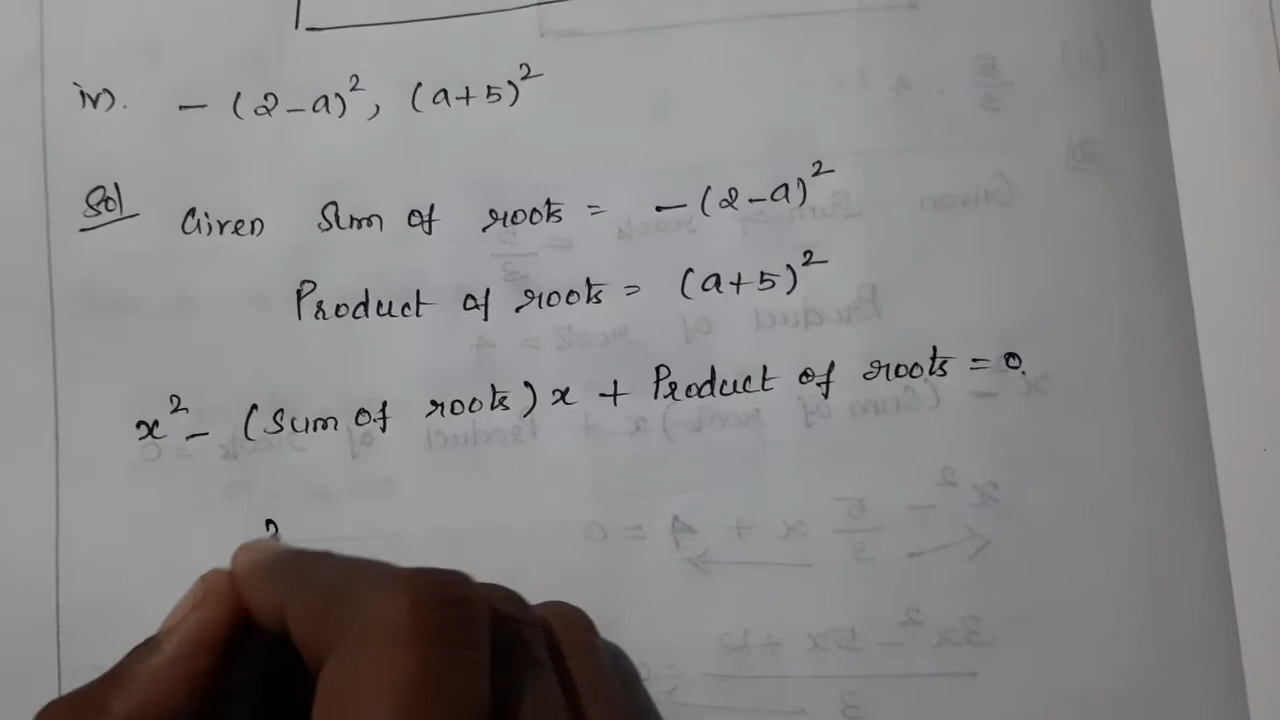 iv). - (2-a)², (a+5)²
Sol Given Sum of roots = -(2-a)²
Product of roots = (a+5)²
x² - (Sum of roots) x + Product of roots = 0.
2